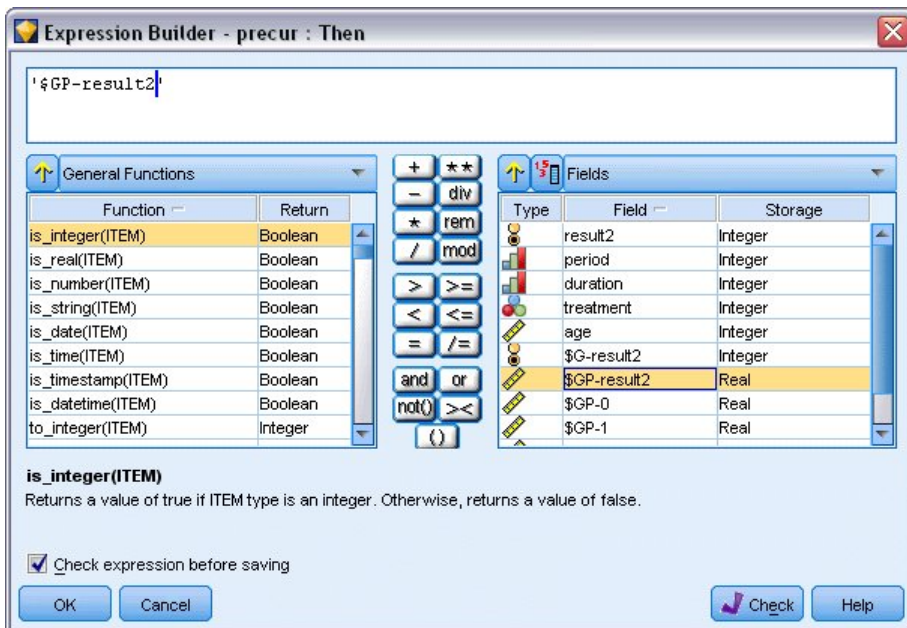 Expression Builder - precur : Then
'$GP-result2'
General Functions
Function Return
is_integer(ITEM) Boolean
is_real(ITEM) Boolean
is_number(ITEM) Boolean
is_string(ITEM) Boolean
is_date(ITEM) Boolean
is_time(ITEM) Boolean
is_timestamp(ITEM) Boolean
is_datetime(ITEM) Boolean
to_integer(ITEM) Integer
+ **
- div
* rem
/ mod
> >=
< <=
= /=
and or
not() ><
()
Fields
Type Field Storage
result2 Integer
period Integer
duration Integer
treatment Integer
age Integer
$G-result2 Integer
$GP-result2 Real
$GP-0 Real
$GP-1 Real
is_integer(ITEM)
Returns a value of true if ITEM type is an integer. Otherwise, returns a value of false.
Check expression before saving
OK Cancel Check Help